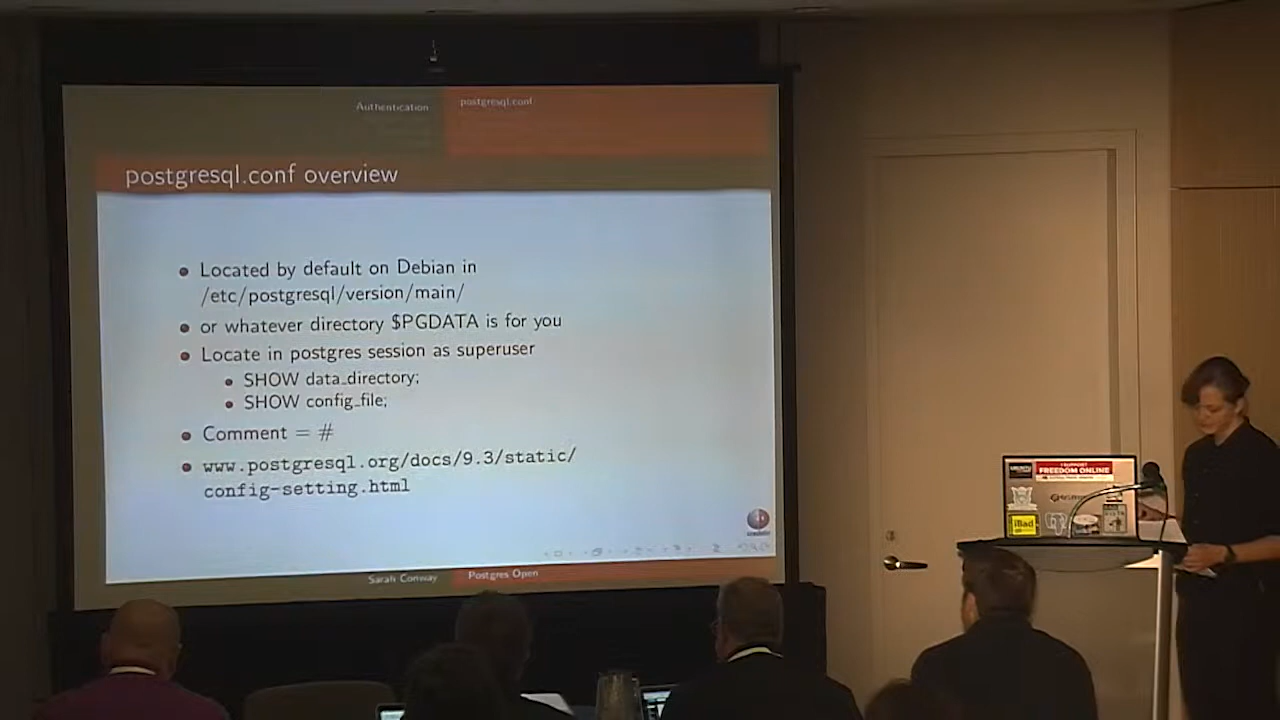 Authentication
postgresql.conf
postgresql.conf overview
Located by default on Debian in
/etc/postgresql/version/main/
or whatever directory $PGDATA is for you
Locate in postgres session as superuser
SHOW data_directory;
SHOW config_file;
Comment = #
www.postgresql.org/docs/9.3/static/
config-setting.html
Sarah Conway
Postgres Open
FREEDOM ONLINE